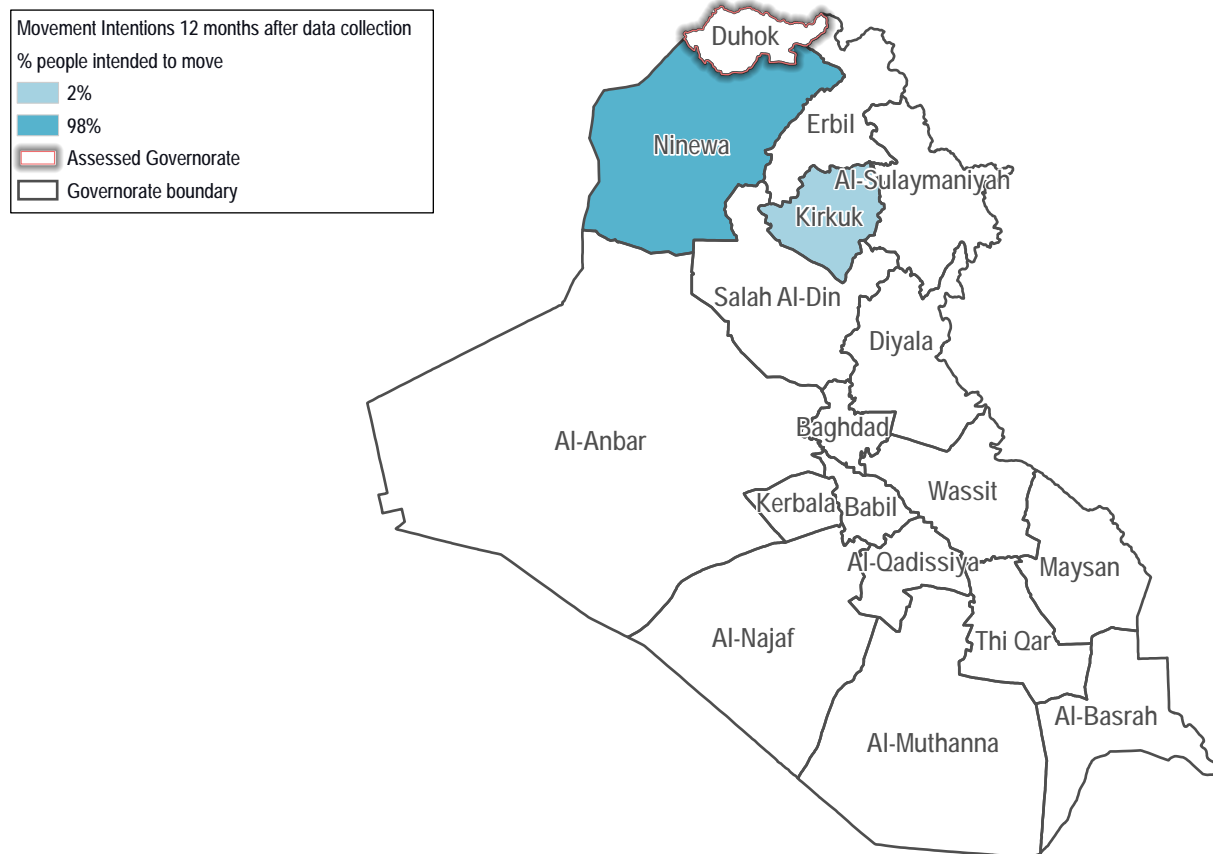 Movement Intentions 12 months after data collection
% people intended to move
2%
98%
Assessed Governorate
Governorate boundary
Duhok
Erbil
Ninewa
Al-Sulaymaniyah
Kirkuk
Salah Al-Din
Diyala
Baghdad
Al-Anbar
Wassit
Kerbala
Babil
Al-Qadissiya
Maysan
Al-Najaf
Thi Qar
Al-Basrah
Al-Muthanna